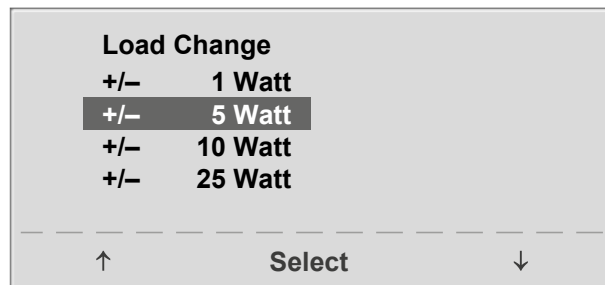 Load Change
+/– 1 Watt
+/– 5 Watt
+/– 10 Watt
+/– 25 Watt
↑ Select ↓